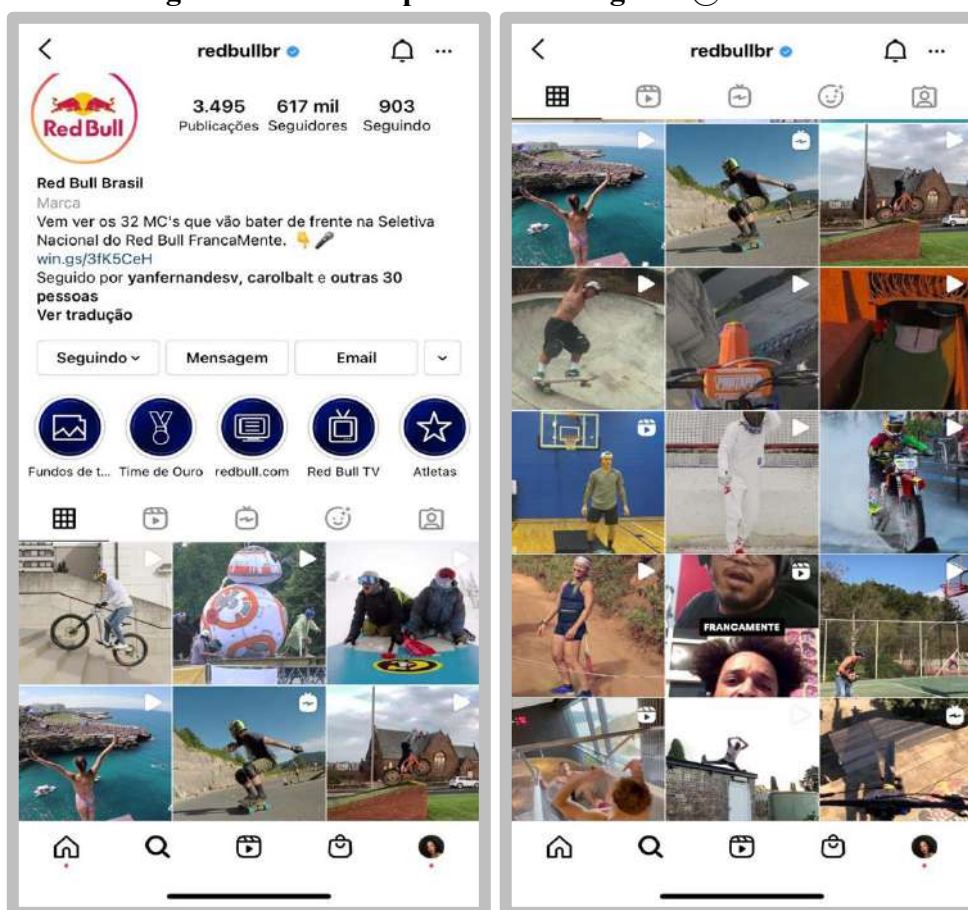 redbullbr
Red Bull
3.495 617 mil 903
Publicações Seguidores Seguindo
Red Bull Brasil
Marca
Vem ver os 32 MC's que vão bater de frente na Seletiva
Nacional do Red Bull FrancaMente. 👇🎤
win.gs/3fK5CeH
Seguido por yanfernandesv, carolbalt e outras 30
pessoas
Ver tradução
Seguindo Mensagem Email
Fundos de t... Time de Ouro redbull.com Red Bull TV Atletas
redbullbr
FRANCAMENTE